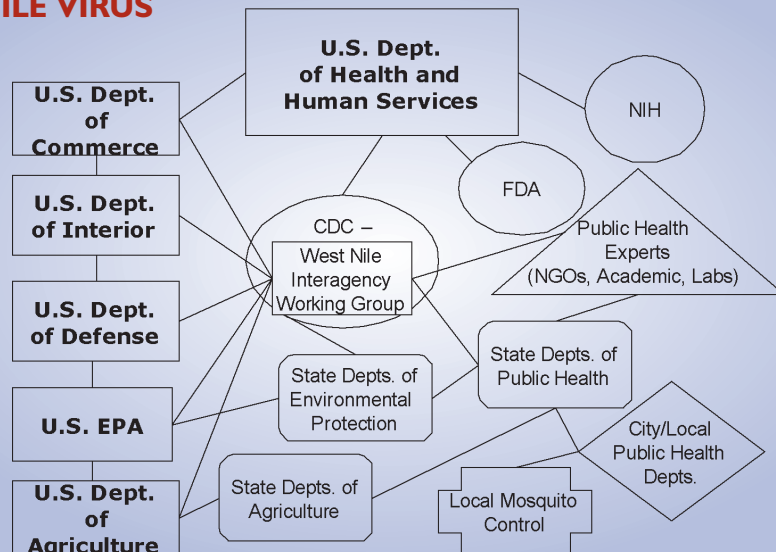 ILE VIRUS
U.S. Dept.
of Health and
Human Services
NIH
FDA
U.S. Dept.
of
Commerce
U.S. Dept.
of Interior
U.S. Dept.
of Defense
U.S. EPA
U.S. Dept.
of
Agriculture
CDC –
West Nile
Interagency
Working Group
Public Health
Experts
(NGOs, Academic, Labs)
State Depts. of
Public Health
State Depts. of
Environmental
Protection
State Depts. of
Agriculture
City/Local
Public Health
Depts.
Local Mosquito
Control